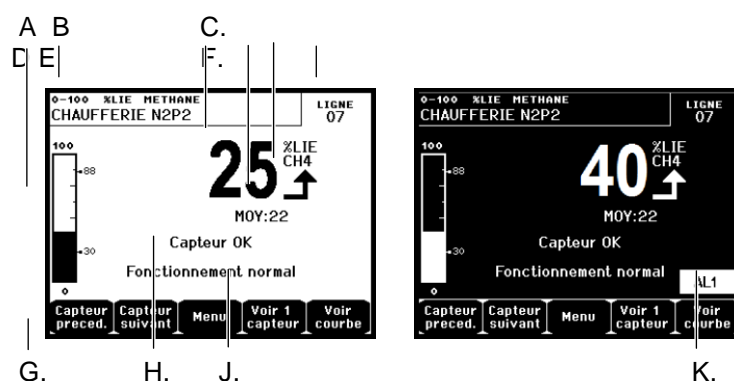 A B C.
D E F.
0-100 %LIE METHANE
CHAUFFERIE N2P2
LIGNE
07
100
88
30
0
25
%LIE
CH4
MOY:22
Capteur OK
Fonctionnement normal
Capteur preced.
Capteur suivant
Menu
Voir 1 capteur
Voir courbe
0-100 %LIE METHANE
CHAUFFERIE N2P2
LIGNE
07
100
88
30
0
40
%LIE
CH4
MOY:22
Capteur OK
Fonctionnement normal
AL1
Capteur preced.
Capteur suivant
Menu
Voir 1 capteur
Voir courbe
G. H. J. K.